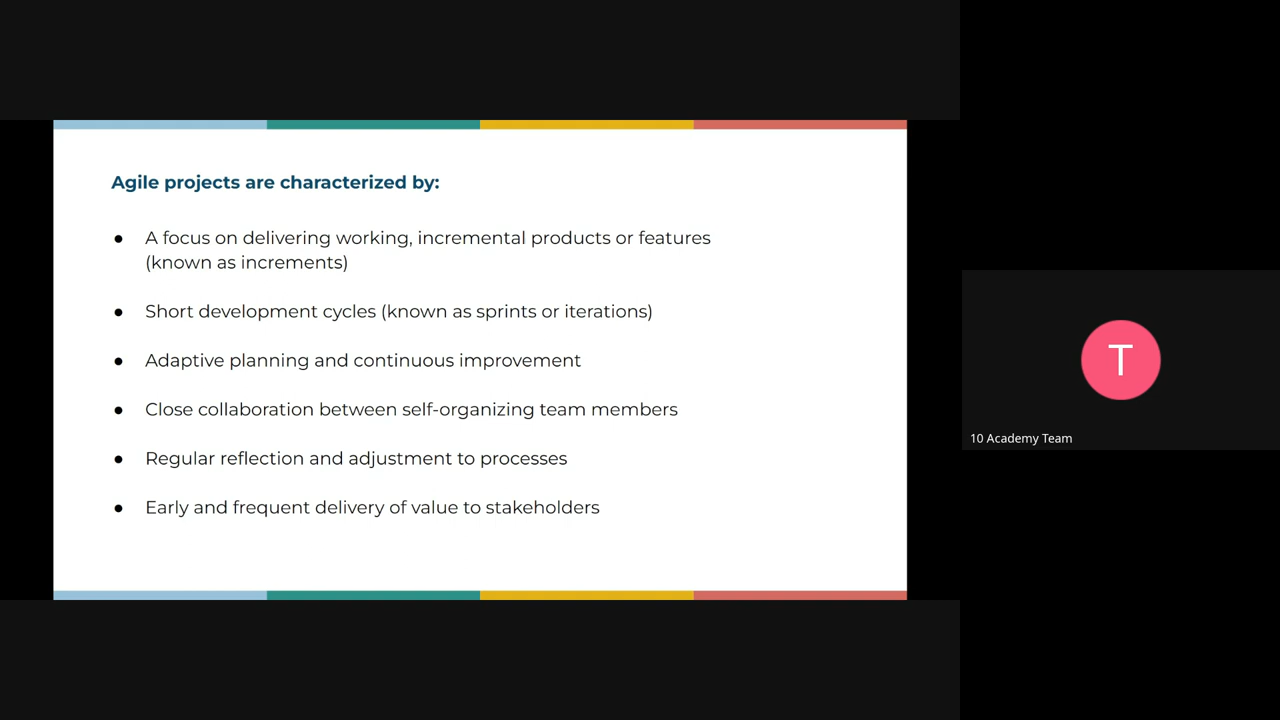 Agile projects are characterized by:
● A focus on delivering working, incremental products or features
(known as increments)
● Short development cycles (known as sprints or iterations)
● Adaptive planning and continuous improvement
● Close collaboration between self-organizing team members
● Regular reflection and adjustment to processes
● Early and frequent delivery of value to stakeholders
T
10 Academy Team